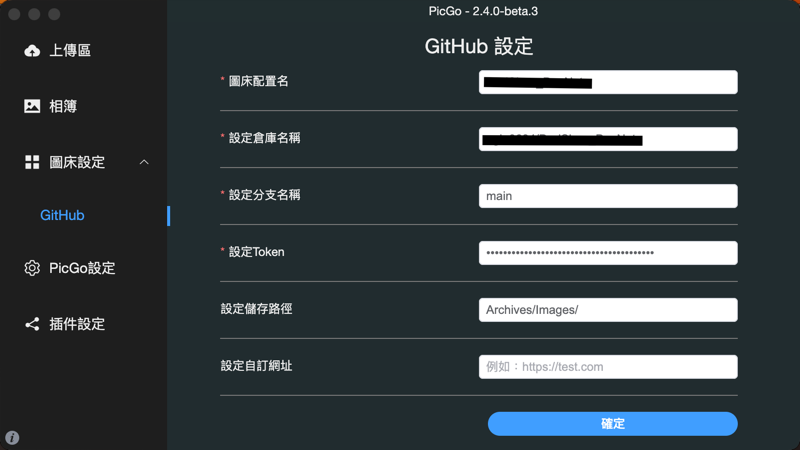 PicGo - 2.4.0-beta.3
上傳區
相簿
圖床設定
GitHub
PicGo設定
插件設定
GitHub 設定
* 圖床配置名
* 設定倉庫名稱
* 設定分支名稱
main
* 設定Token
••••••••••••••••••••••••••••••••••••••••
設定儲存路徑
Archives/Images/
設定自訂網址
例如：https://test.com
確定